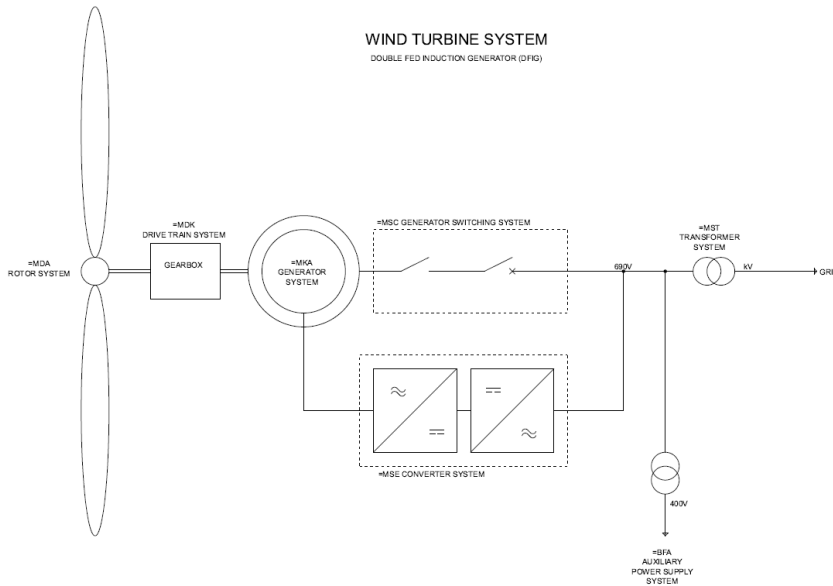 WIND TURBINE SYSTEM
DOUBLE FED INDUCTION GENERATOR (DFIG)
=MDA
ROTOR SYSTEM
=MDK
DRIVE TRAIN SYSTEM
GEARBOX
=MKA
GENERATOR
SYSTEM
=MSC GENERATOR SWITCHING SYSTEM
690V
=MST
TRANSFORMER
SYSTEM
kV
GRI
=MSE CONVERTER SYSTEM
400V
=BFA
AUXILIARY
POWER SUPPLY
SYSTEM